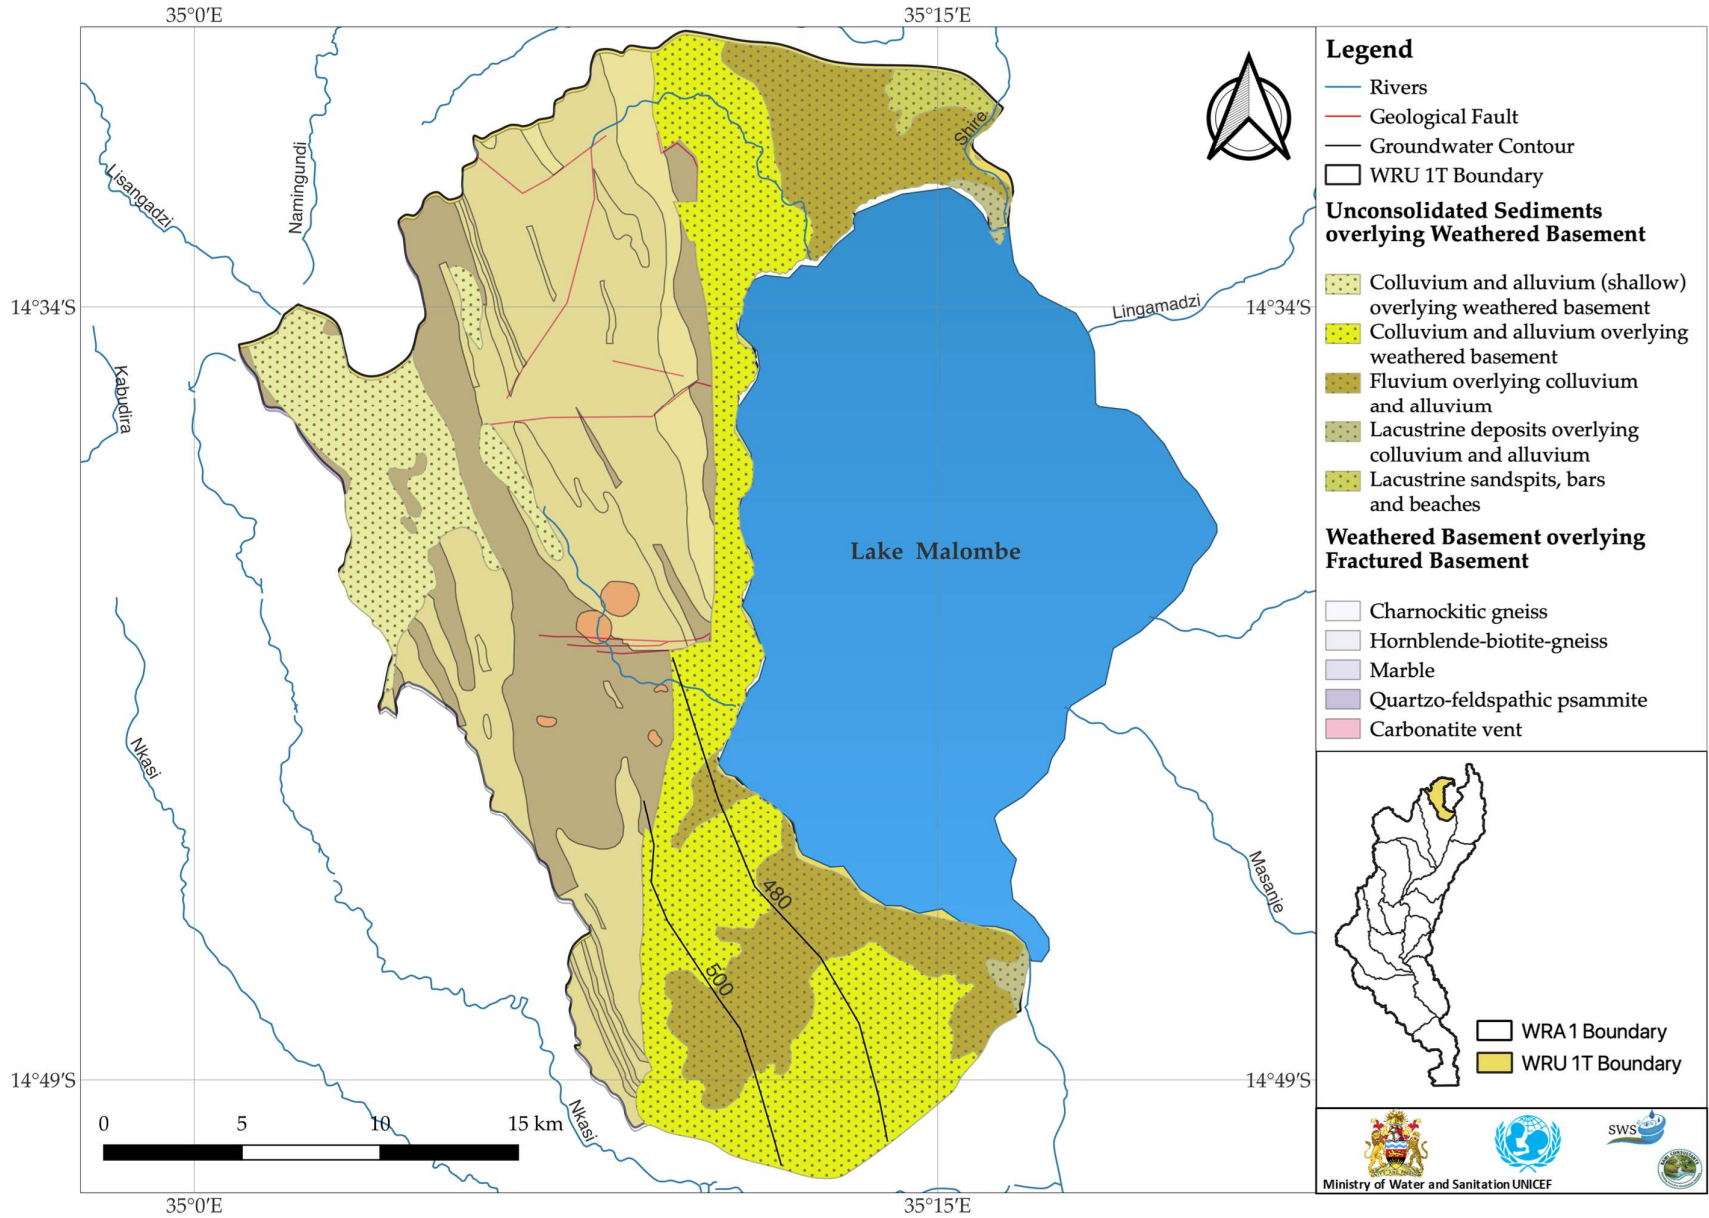 35°0′E
35°15′E
14°34′S
14°34′S
14°49′S
14°49′S
35°0′E
35°15′E
Lisangadzi
Namingundi
Kabudira
Nkasi
Nkasi
Shire
Lingamadzi
Masanje
Lake Malombe
480
500
0 5 10 15 km
Legend
Rivers
Geological Fault
Groundwater Contour
WRU 1T Boundary
Unconsolidated Sediments
overlying Weathered Basement
Colluvium and alluvium (shallow)
overlying weathered basement
Colluvium and alluvium overlying
weathered basement
Fluvium overlying colluvium
and alluvium
Lacustrine deposits overlying
colluvium and alluvium
Lacustrine sandspits, bars
and beaches
Weathered Basement overlying
Fractured Basement
Charnockitic gneiss
Hornblende-biotite-gneiss
Marble
Quartzo-feldspathic psammite
Carbonatite vent
WRA 1 Boundary
WRU 1T Boundary
SWS
Ministry of Water and Sanitation UNICEF